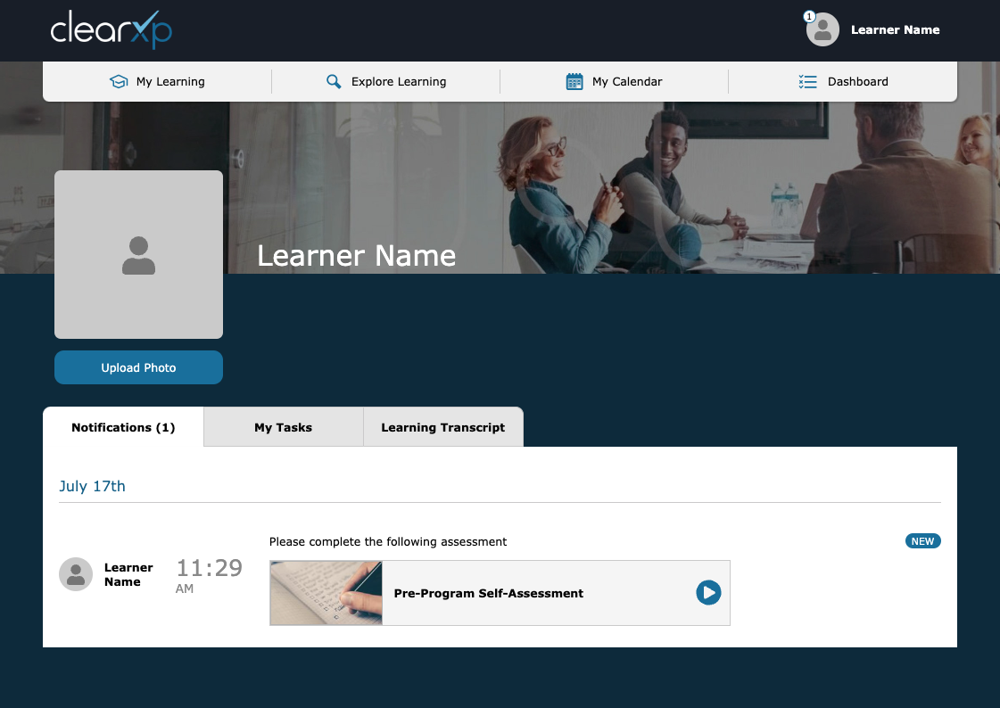 clearxp
1
Learner Name
My Learning
Explore Learning
My Calendar
Dashboard
Learner Name
Upload Photo
Notifications (1)
My Tasks
Learning Transcript
July 17th
Please complete the following assessment
NEW
Learner
Name
11:29
AM
Pre-Program Self-Assessment